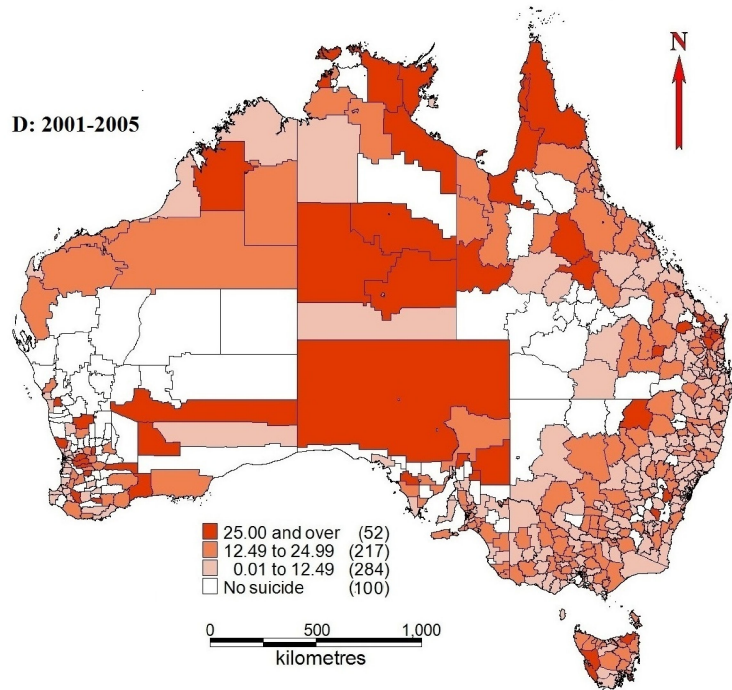 N
D: 2001-2005
25.00 and over (52)
12.49 to 24.99 (217)
0.01 to 12.49 (284)
No suicide (100)
0 500 1,000
kilometres